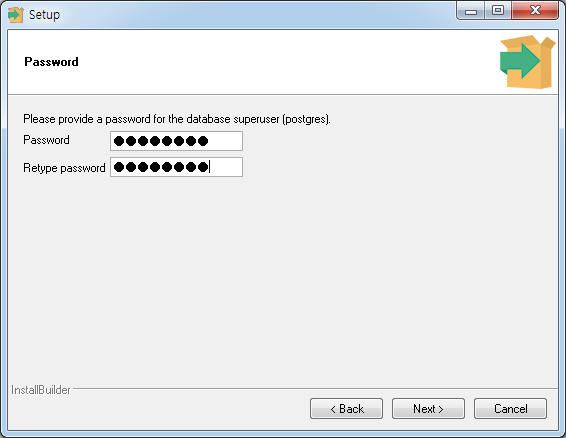 Setup
Password
Please provide a password for the database superuser (postgres).
Password ●●●●●●●●
Retype password ●●●●●●●●
InstallBuilder
< Back Next > Cancel